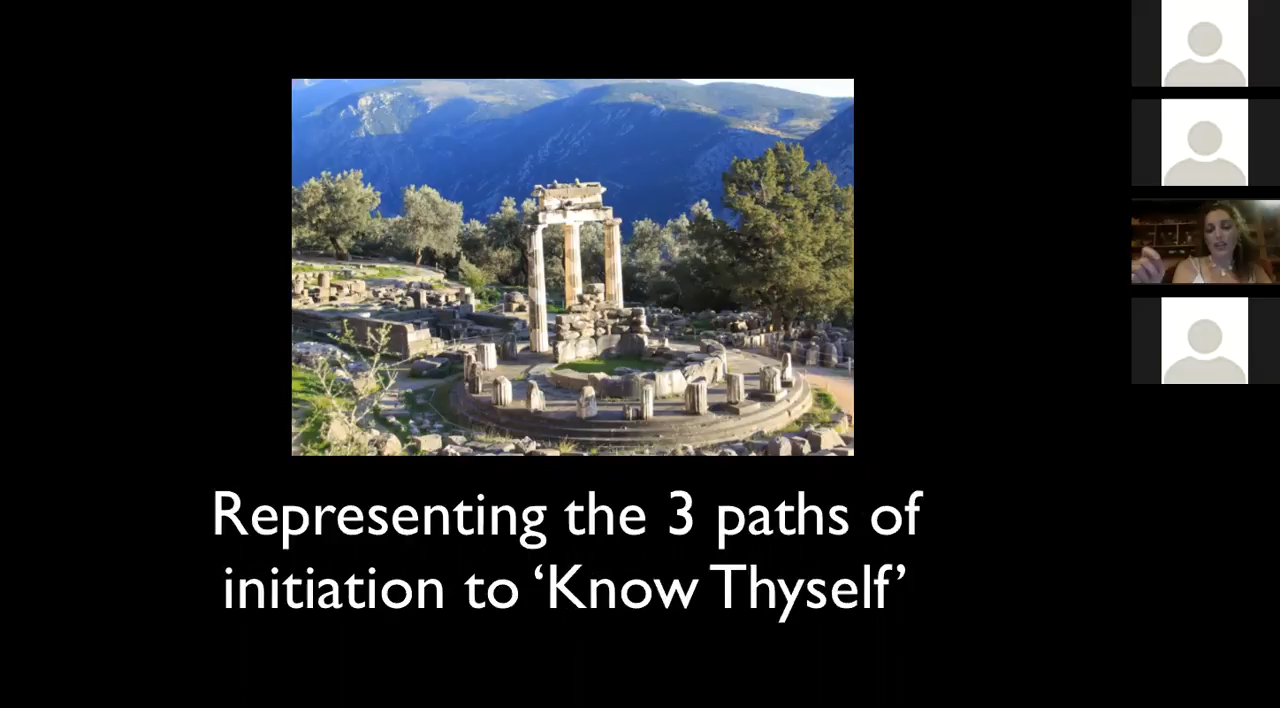 Representing the 3 paths of
initiation to ‘Know Thyself’